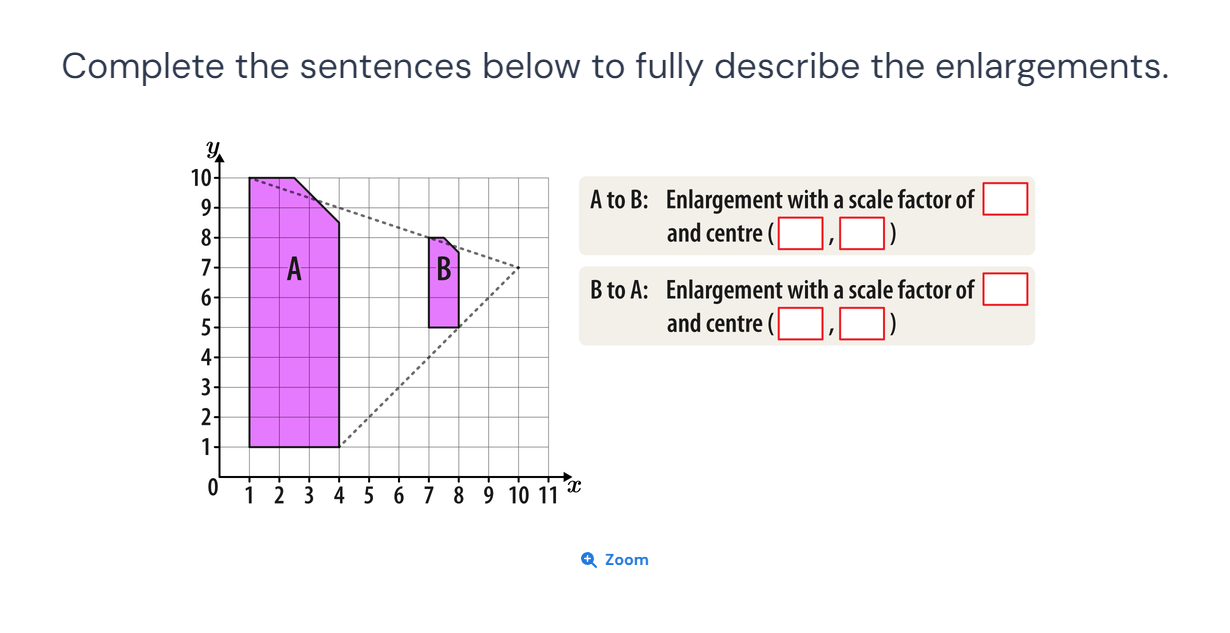 Complete the sentences below to fully describe the enlargements.
y
10
9
8
7
6
5
4
3
2
1
0
A
B
1 2 3 4 5 6 7 8 9 10 11 x
A to B: Enlargement with a scale factor of
and centre ( , )
B to A: Enlargement with a scale factor of
and centre ( , )
Zoom